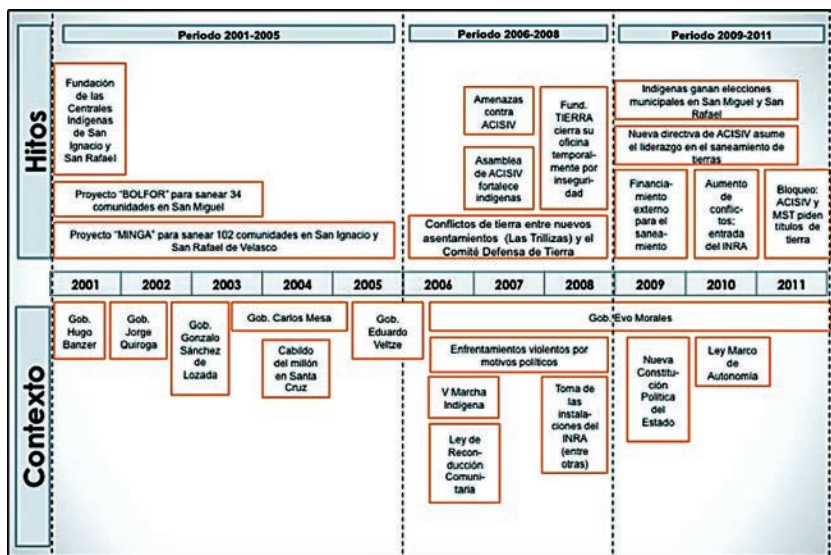 Periodo 2001-2005
Periodo 2006-2008
Periodo 2009-2011
Hitos
Fundación
de las
Centrales
Indígenas
de San
Ignacio y
San Rafael
Proyecto "BOLFOR" para sanear 34
comunidades en San Miguel
Proyecto "MINGA" para sanear 102 comunidades en San Ignacio y
San Rafael de Velasco
Amenazas
contra
ACISIV
Asamblea
de ACISIV
fortalece
indígenas
Fund.
TIERRA
cierra su
oficina
temporal-
mente por
inseguri-
dad
Conflictos de tierra entre nuevos
asentamientos (Las Trillizas) y el
Comité Defensa de Tierra
Indígenas ganan elecciones
municipales en San Miguel y San
Rafael
Nueva directiva de ACISIV asume
el liderazgo en el saneamiento de
tierras
Financia-
miento
externo
para el
sanea-
miento
Aumento
de
conflic-
tos;
entrada
del INRA
Bloqueo:
ACISIV y
MST piden
títulos de
tierra
2001
2002
2003
2004
2005
2006
2007
2008
2009
2010
2011
Contexto
Gob.
Hugo
Banzer
Gob.
Jorge
Quiroga
Gob.
Gonzalo
Sánchez
de
Lozada
Gob. Carlos Mesa
Cabildo
del millón
en Santa
Cruz
Gob.
Eduardo
Veltze
Gob. Evo Morales
Enfrentamientos violentos por
motivos políticos
V Marcha
Indígena
Ley de
Recon-
ducción
Comuni-
taria
Toma de
las
instala-
ciones del
INRA
(entre
otras)
Nueva
Constitu-
ción
Política
del
Estado
Ley Marco
de
Autonomía